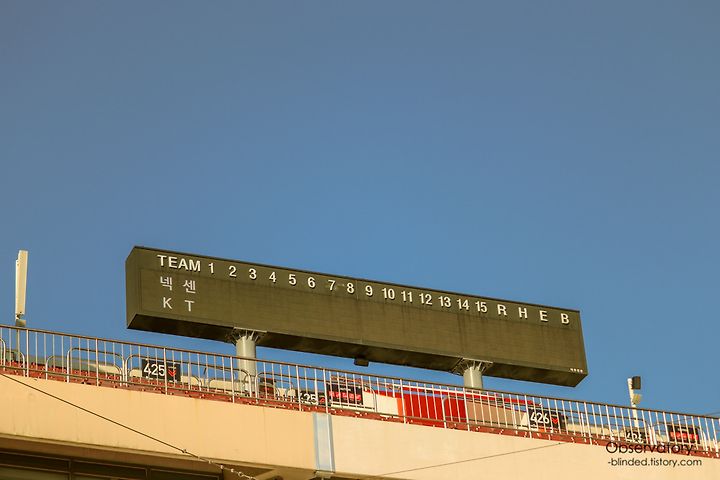 TEAM 1 2 3 4 5 6 7 8 9 10 11 12 13 14 15 R H E B
넥센
KT
425
425
426
Observatory.
-blinded.tistory.com